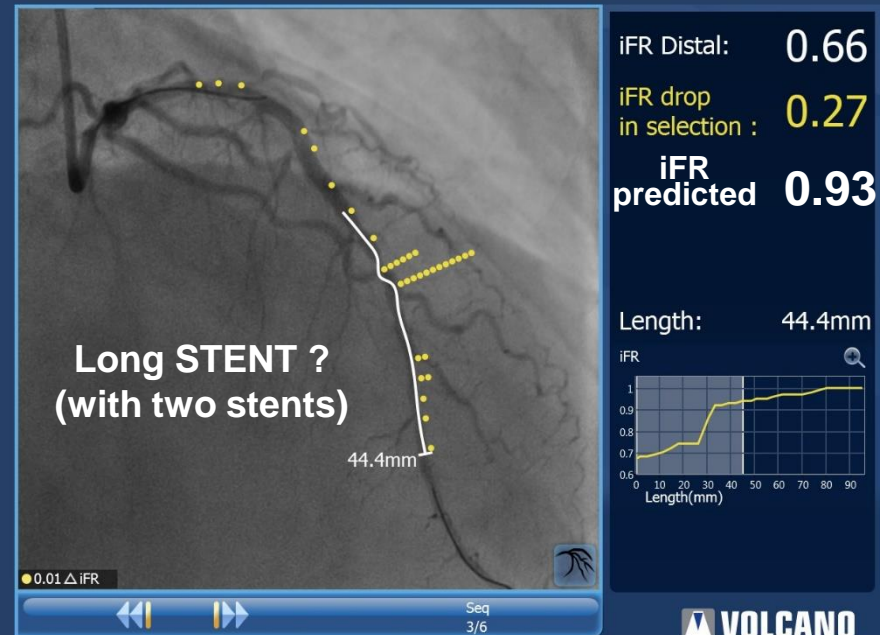 iFR Distal: 0.66
iFR drop
in selection : 0.27
iFR
predicted 0.93
Length: 44.4mm
iFR
1
0.9
0.8
0.7
0.6
0 10 20 30 40 50 60 70 80 90
Length(mm)
Long STENT ?
(with two stents)
44.4mm
0.01 △ iFR
Seq
3/6
VOLCANO